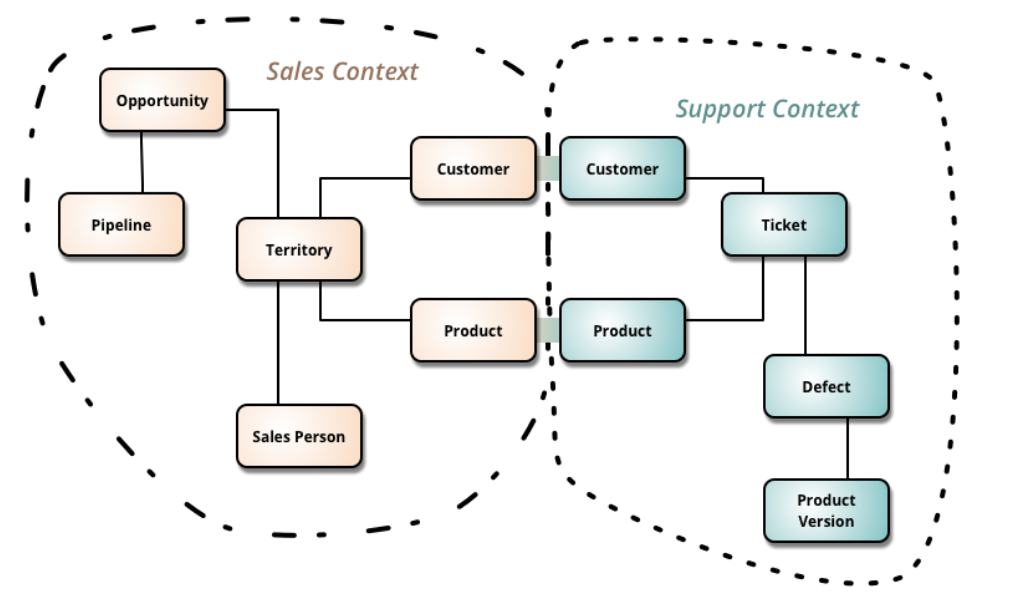 Sales Context
Support Context
Opportunity
Customer
Customer
Pipeline
Ticket
Territory
Product
Product
Defect
Sales Person
Product
Version